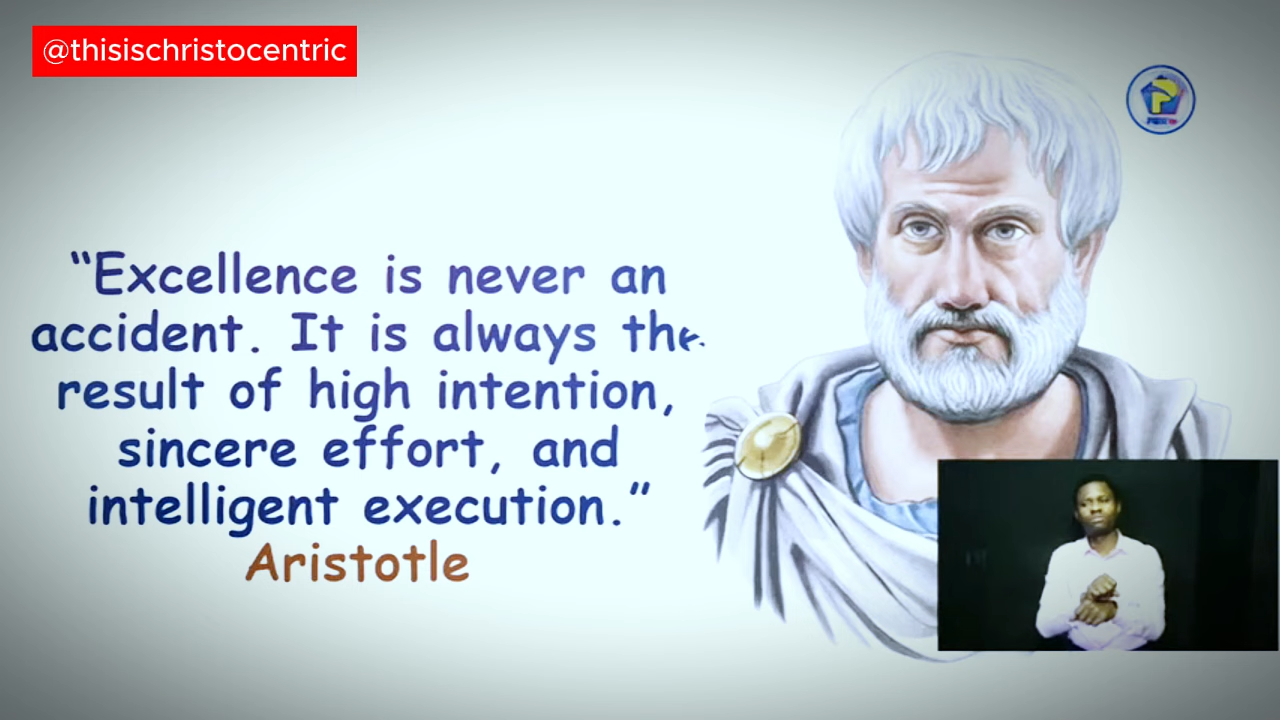 @thisischristocentric
“Excellence is never an
accident. It is always the
result of high intention,
sincere effort, and
intelligent execution.”
Aristotle